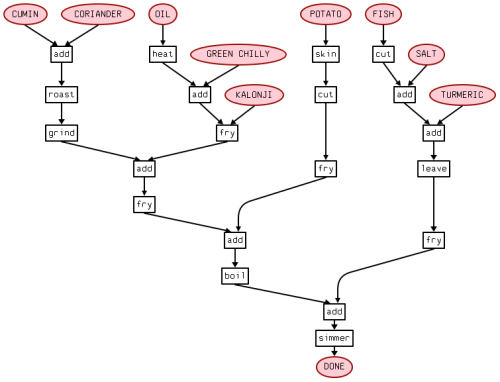 CUMIN CORIANDER OIL POTATO FISH
add heat skin cut SALT
GREEN CHILLY
roast add cut add TURMERIC
KALONJI
grind fry add
add fry leave
fry
add fry
boil
add
simmer
DONE